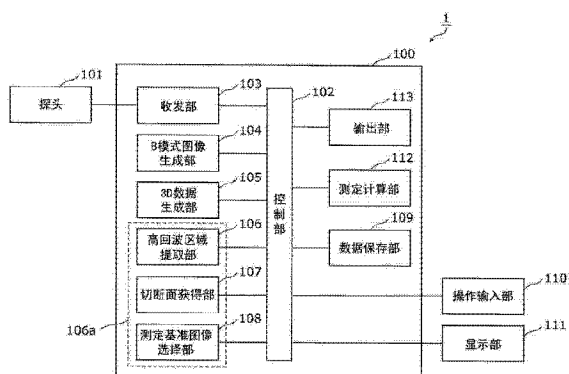 1
100
101
探头
103
收发部
102
控制部
113
输出部
104
B模式图像
生成部
112
测定计算部
105
3D数据
生成部
109
数据保存部
106
高回波区域
提取部
107
切断面获得部
110
操作输入部
106a
108
测定基准图像
选择部
111
显示部